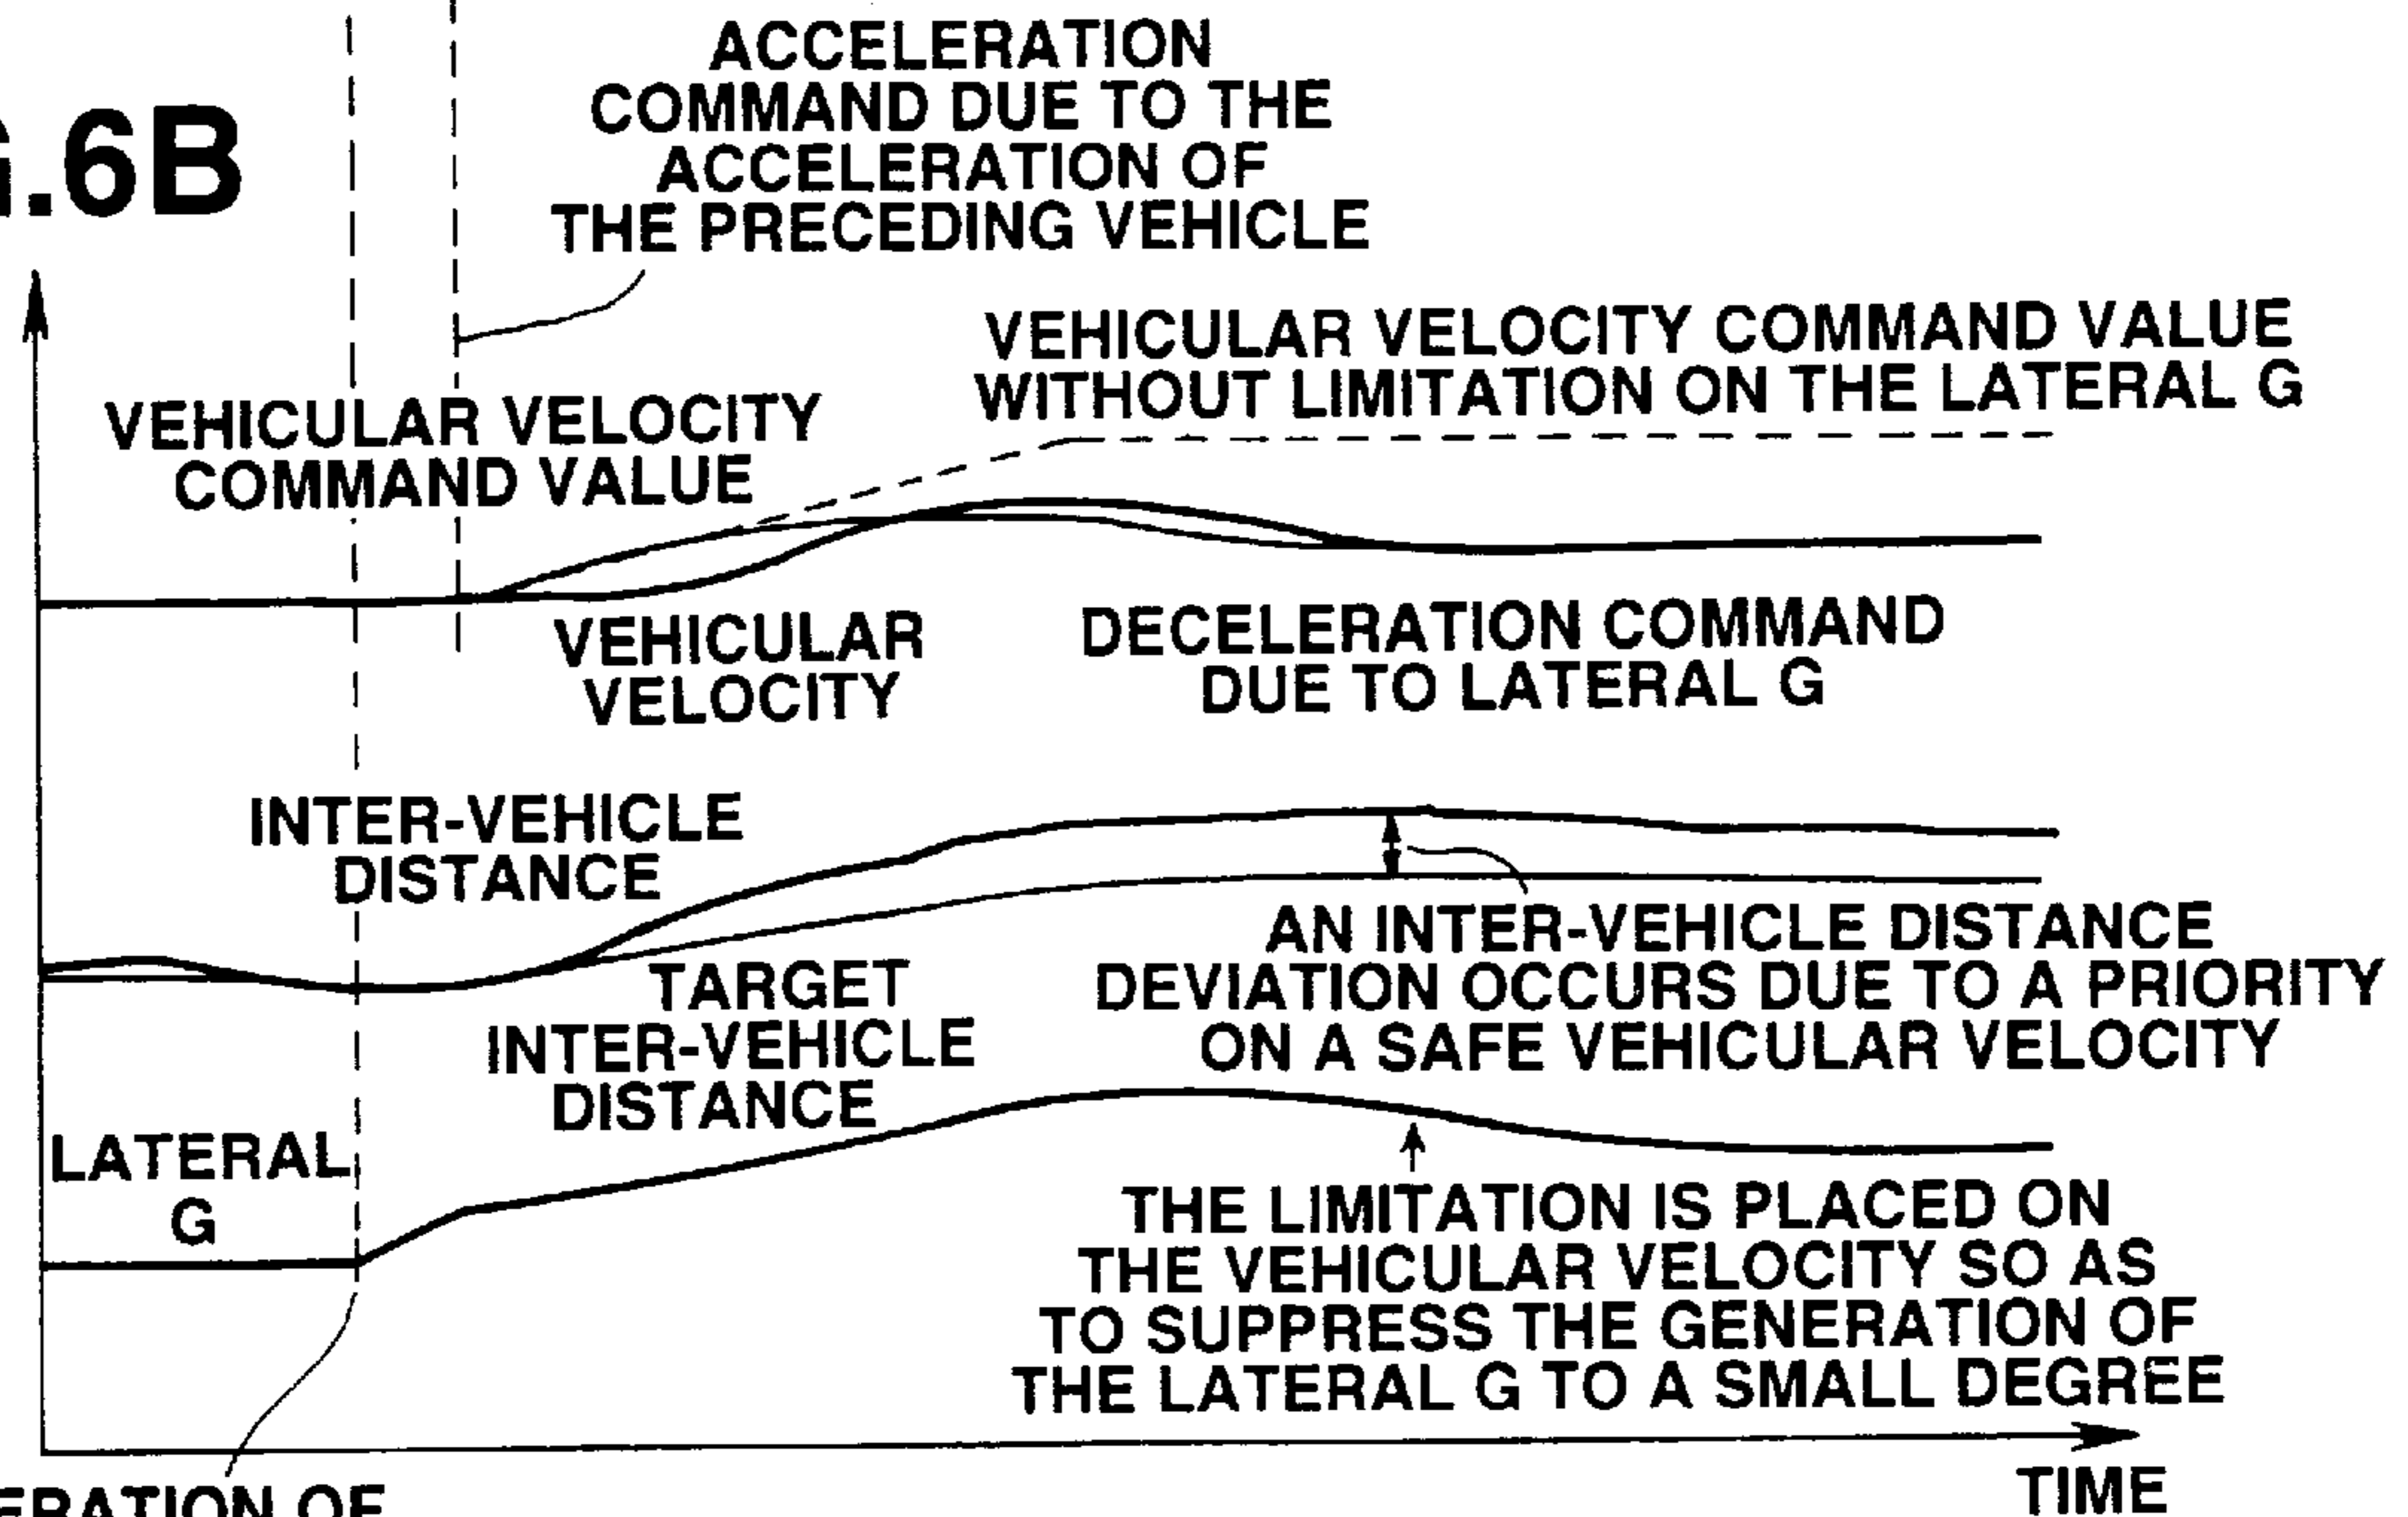 .6B
ACCELERATION
COMMAND DUE TO THE
ACCELERATION OF
THE PRECEDING VEHICLE
VEHICULAR VELOCITY COMMAND VALUE
WITHOUT LIMITATION ON THE LATERAL G
VEHICULAR VELOCITY
COMMAND VALUE
VEHICULAR
VELOCITY
DECELERATION COMMAND
DUE TO LATERAL G
INTER-VEHICLE
DISTANCE
AN INTER-VEHICLE DISTANCE
DEVIATION OCCURS DUE TO A PRIORITY
ON A SAFE VEHICULAR VELOCITY
TARGET
INTER-VEHICLE
DISTANCE
LATERAL
G
THE LIMITATION IS PLACED ON
THE VEHICULAR VELOCITY SO AS
TO SUPPRESS THE GENERATION OF
THE LATERAL G TO A SMALL DEGREE
TIME
OF